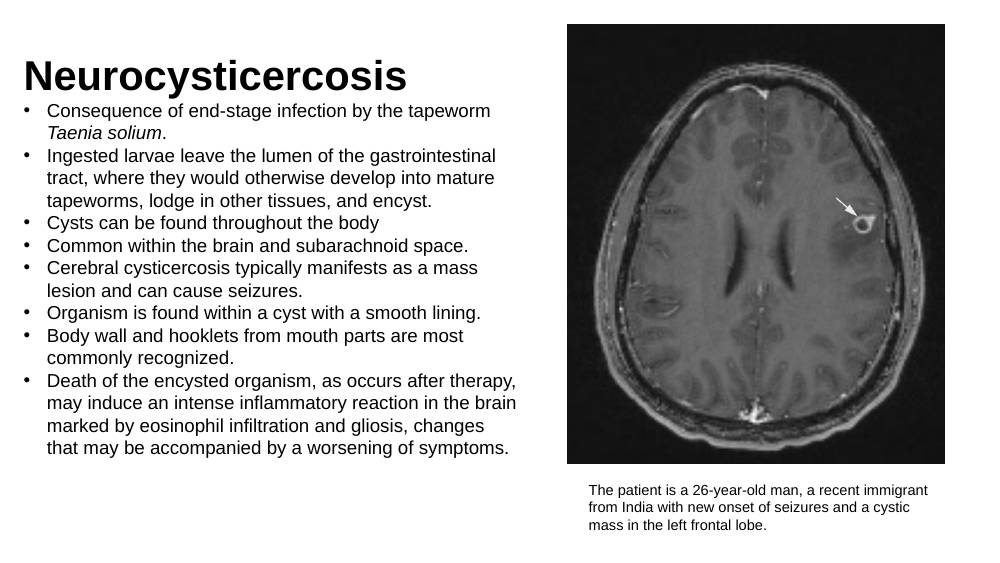 Neurocysticercosis
• Consequence of end-stage infection by the tapeworm
Taenia solium.
• Ingested larvae leave the lumen of the gastrointestinal
tract, where they would otherwise develop into mature
tapeworms, lodge in other tissues, and encyst.
• Cysts can be found throughout the body
• Common within the brain and subarachnoid space.
• Cerebral cysticercosis typically manifests as a mass
lesion and can cause seizures.
• Organism is found within a cyst with a smooth lining.
• Body wall and hooklets from mouth parts are most
commonly recognized.
• Death of the encysted organism, as occurs after therapy,
may induce an intense inflammatory reaction in the brain
marked by eosinophil infiltration and gliosis, changes
that may be accompanied by a worsening of symptoms.
The patient is a 26-year-old man, a recent immigrant
from India with new onset of seizures and a cystic
mass in the left frontal lobe.